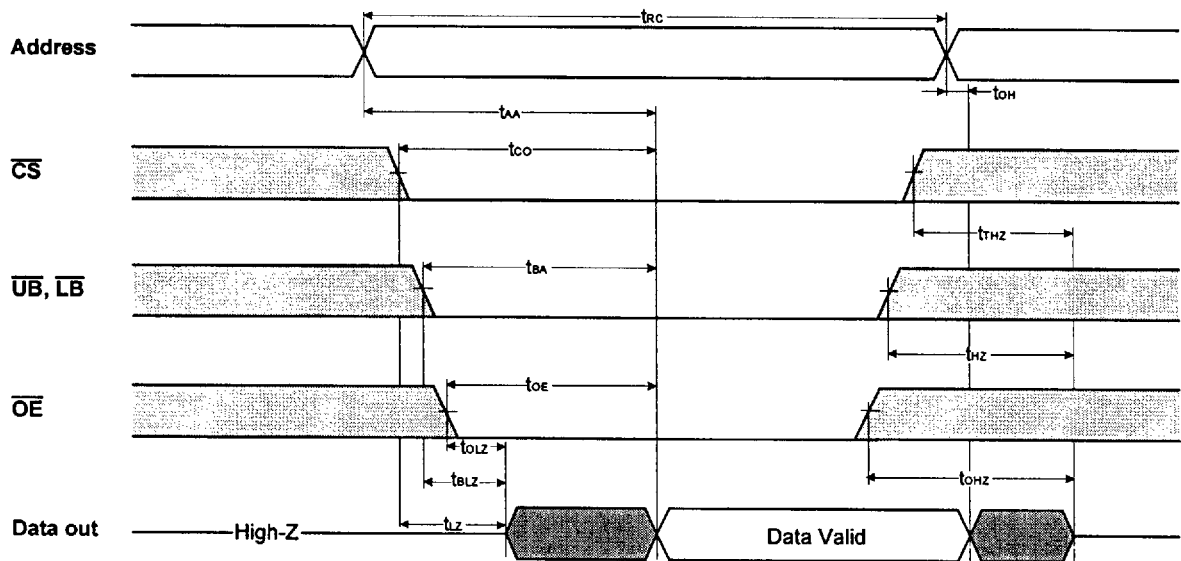 tRC
Address
tOH
tAA
tCO
CS
tTHZ
tBA
UB, LB
tHZ
tOE
OE
tOLZ
tOHZ
tBLZ
tLZ
Data out High-Z Data Valid